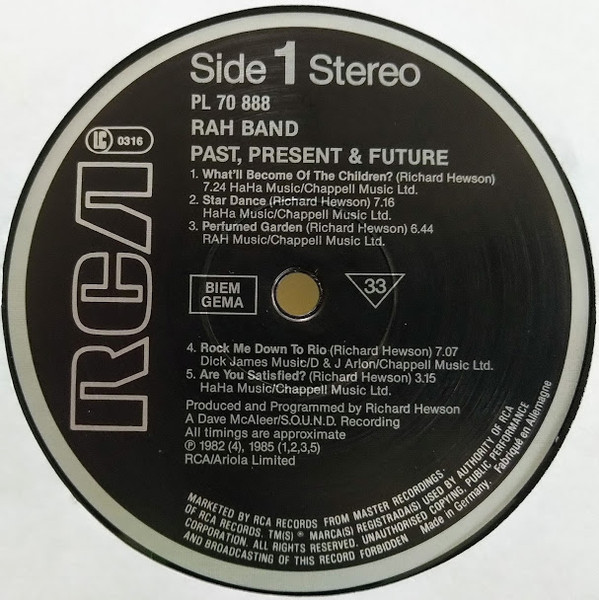 Side 1 Stereo
PL 70 888
RAH BAND
PAST, PRESENT & FUTURE
LC 0316
RCA
1. What'll Become Of The Children? (Richard Hewson)
7.24 HaHa Music/Chappell Music Ltd.
2. Star Dance (Richard Hewson) 7.16
HaHa Music/Chappell Music Ltd.
3. Perfumed Garden (Richard Hewson) 6.44
RAH Music/Chappell Music Ltd.
BIEM
GEMA
33
4. Rock Me Down To Rio (Richard Hewson) 7.07
Dick James Music/D & J Arlon/Chappell Music Ltd.
5. Are You Satisfied? (Richard Hewson) 3.15
HaHa Music/Chappell Music Ltd.
Produced and Programmed by Richard Hewson
A Dave McAleer/S.O.U.N.D. Recording
All timings are approximate
℗ 1982 (4), 1985 (1,2,3,5)
RCA/Ariola Limited
MARKETED BY RCA RECORDS FROM MASTER RECORDINGS
OF RCA RECORDS. TM(S) ® MARCA(S) REGISTRADA(S) USED BY AUTHORITY OF RCA
CORPORATION. ALL RIGHTS RESERVED. UNAUTHORISED COPYING, PUBLIC PERFORMANCE
AND BROADCASTING OF THIS RECORD FORBIDDEN Made in Germany. Fabriqué en Allemagne